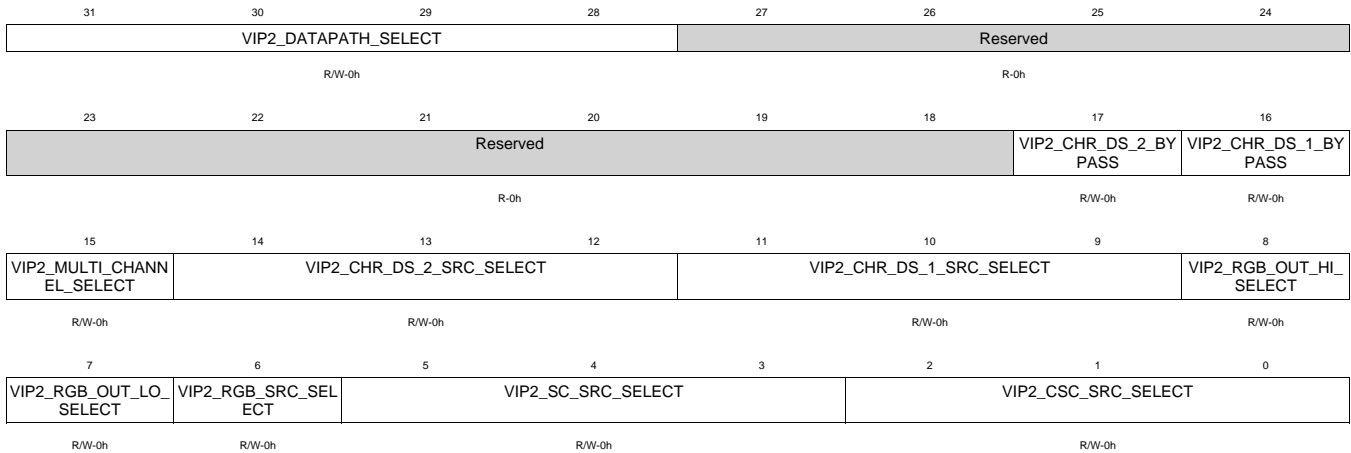 31 30 29 28 27 26 25 24
VIP2_DATAPATH_SELECT Reserved
R/W-0h R-0h
23 22 21 20 19 18 17 16
Reserved VIP2_CHR_DS_2_BY VIP2_CHR_DS_1_BY
PASS PASS
R-0h R/W-0h R/W-0h
15 14 13 12 11 10 9 8
VIP2_MULTI_CHANN VIP2_CHR_DS_2_SRC_SELECT VIP2_CHR_DS_1_SRC_SELECT VIP2_RGB_OUT_HI_
EL_SELECT SELECT
R/W-0h R/W-0h R/W-0h R/W-0h
7 6 5 4 3 2 1 0
VIP2_RGB_OUT_LO_ VIP2_RGB_SRC_SEL VIP2_SC_SRC_SELECT VIP2_CSC_SRC_SELECT
SELECT ECT
R/W-0h R/W-0h R/W-0h R/W-0h